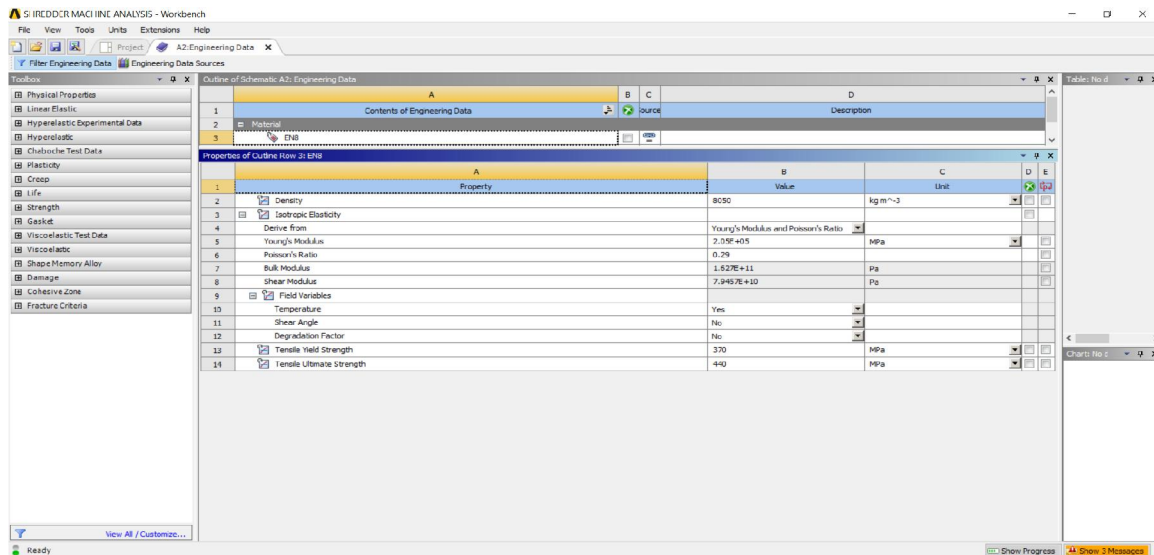 SHREDDER MACHINE ANALYSIS - Workbench
File View Tools Units Extensions Help
Project A2:Engineering Data
Filter Engineering Data Engineering Data Sources
Toolbox
Physical Properties
Linear Elastic
Hyperelastic Experimental Data
Hyperelastic
Chaboche Test Data
Plasticity
Creep
Life
Strength
Gasket
Viscoelastic Test Data
Viscoelastic
Shape Memory Alloy
Damage
Cohesive Zone
Fracture Criteria
View All / Customize...
Outline of Schematic A2: Engineering Data
A B C D
1 Contents of Engineering Data ource Description
2 Material
3 EN8
Properties of Outline Row 3: EN8
A B C D E
1 Property Value Unit
2 Density 8050 kg m^-3
3 Isotropic Elasticity
4 Derive from Young's Modulus and Poisson's Ratio
5 Young's Modulus 2.05E+05 MPa
6 Poisson's Ratio 0.29
7 Bulk Modulus 1.627E+11 Pa
8 Shear Modulus 7.9457E+10 Pa
9 Field Variables
10 Temperature Yes
11 Shear Angle No
12 Degradation Factor No
13 Tensile Yield Strength 370 MPa
14 Tensile Ultimate Strength 440 MPa
Table: No d
Chart: No d
Ready
Show Progress Show 3 Messages